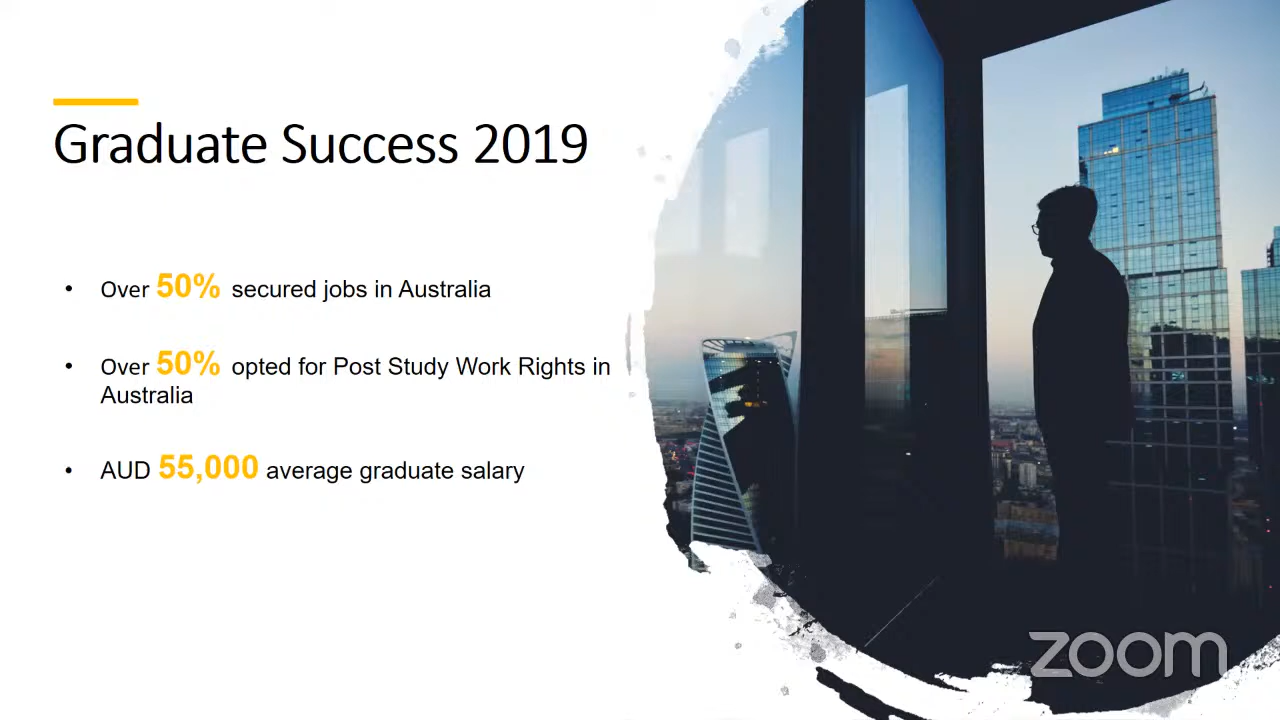 Graduate Success 2019
• Over 50% secured jobs in Australia
• Over 50% opted for Post Study Work Rights in
Australia
• AUD 55,000 average graduate salary
zoom